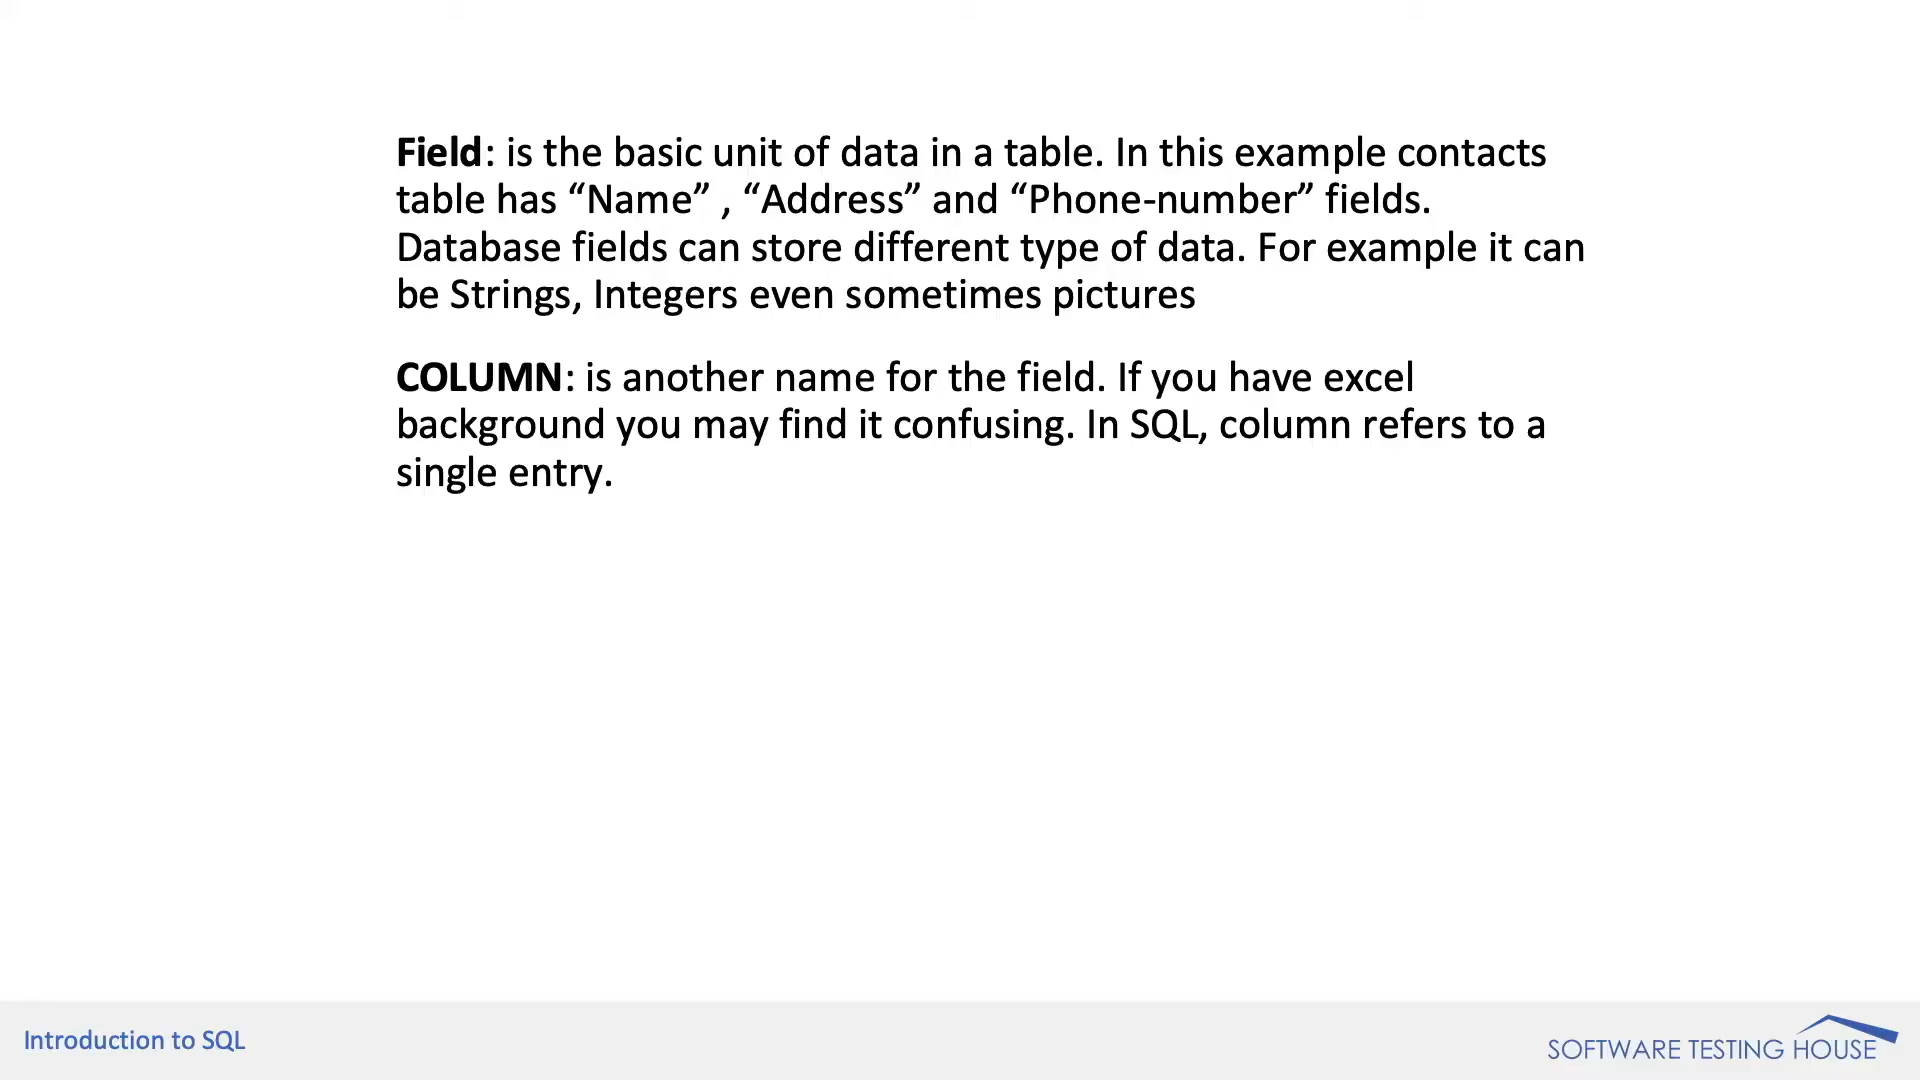 Field: is the basic unit of data in a table. In this example contacts
table has “Name” , “Address” and “Phone-number” fields.
Database fields can store different type of data. For example it can
be Strings, Integers even sometimes pictures
COLUMN: is another name for the field. If you have excel
background you may find it confusing. In SQL, column refers to a
single entry.
Introduction to SQL
SOFTWARE TESTING HOUSE